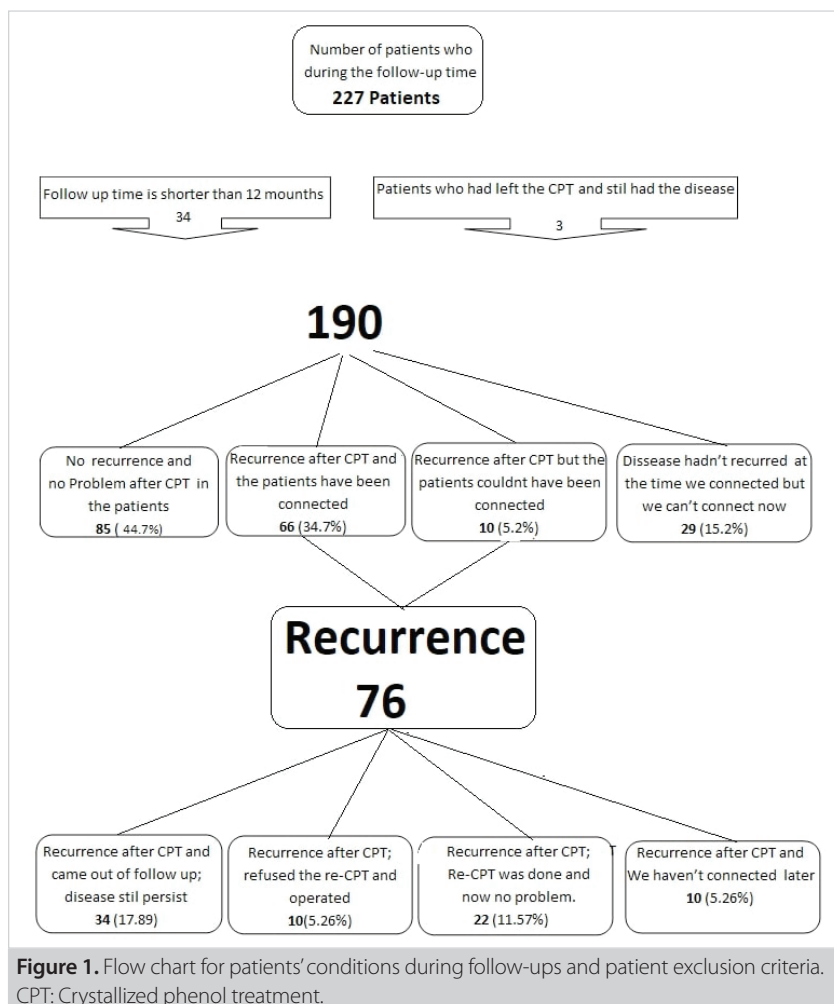 Number of patients who
during the follow-up time
227 Patients
Follow up time is shorter than 12 mounths
34
Patients who had left the CPT and stil had the disease
3
190
No recurrence and
no Problem after CPT in
the patients
85 ( 44.7%)
Recurrence after CPT and
the patients have been
connected
66 (34.7%)
Recurrence after CPT but the
patients couldnt have been
connected
10 (5.2%)
Disease hadn't recurred at
the time we connected but
we can't connect now
29 (15.2%)
Recurrence
76
Recurrence after CPT and
came out of follow up;
disease stil persist
34 (17.89)
Recurrence after CPT;
refused the re-CPT and
operated
10(5.26%)
Recurrence after CPT;
Re-CPT was done and
now no problem.
22 (11.57%)
Recurrence after CPT and
We haven't connected later
10 (5.26%)
Figure 1. Flow chart for patients' conditions during follow-ups and patient exclusion criteria.
CPT: Crystallized phenol treatment.